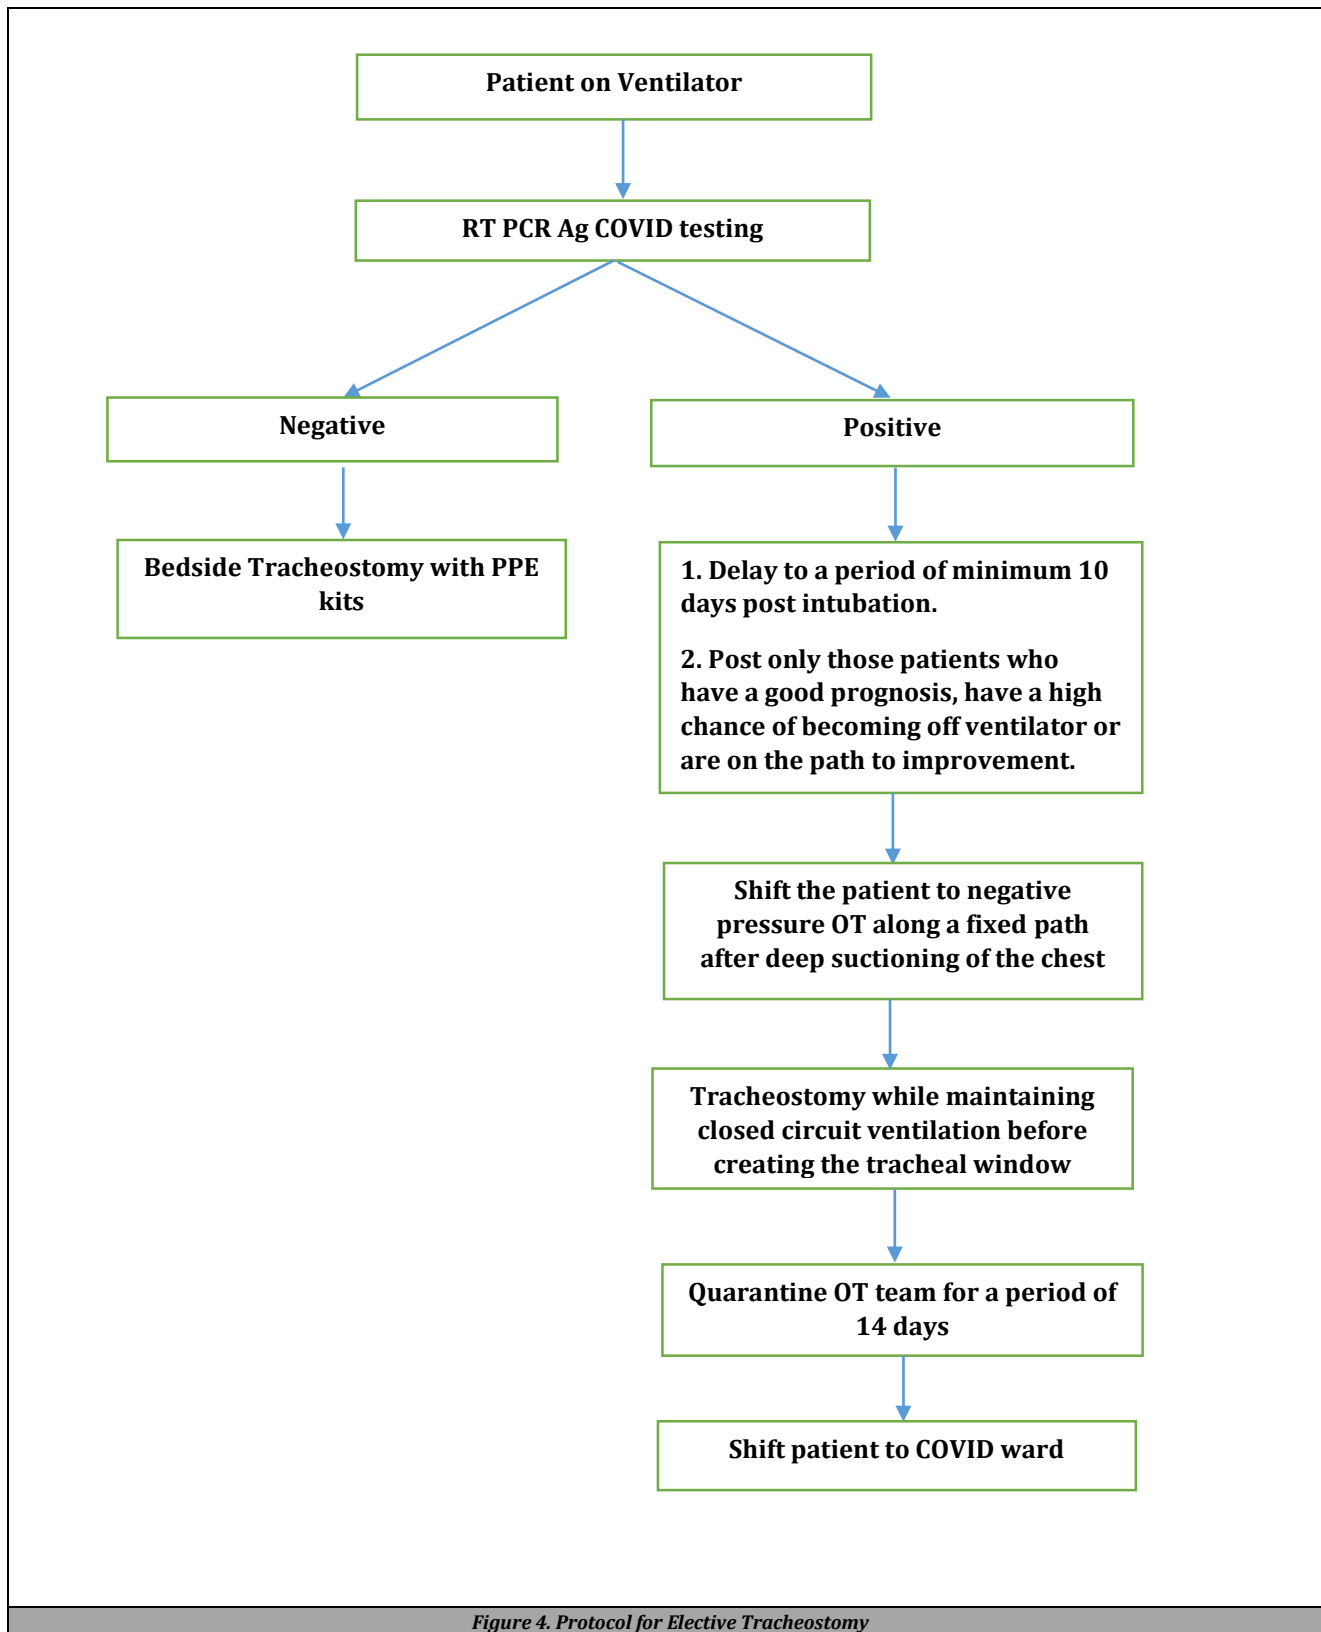 Patient on Ventilator
RT PCR Ag COVID testing
Negative
Positive
Bedside Tracheostomy with PPE
kits
1. Delay to a period of minimum 10
days post intubation.
2. Post only those patients who
have a good prognosis, have a high
chance of becoming off ventilator or
are on the path to improvement.
Shift the patient to negative
pressure OT along a fixed path
after deep suctioning of the chest
Tracheostomy while maintaining
closed circuit ventilation before
creating the tracheal window
Quarantine OT team for a period of
14 days
Shift patient to COVID ward
Figure 4. Protocol for Elective Tracheostomy